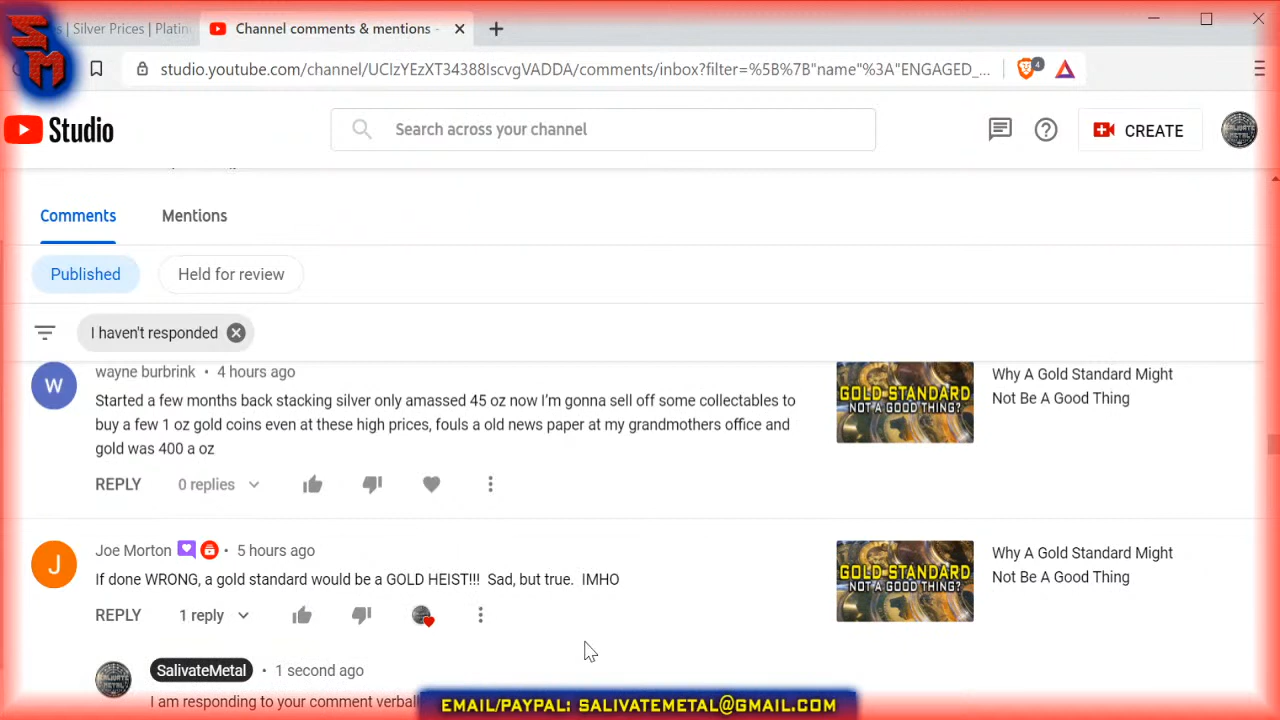 SM
s | Silver Prices | Platin
Channel comments & mentions -
studio.youtube.com/channel/UCIzYEzXT34388IscvgVADDA/comments/inbox?filter=%5B%7B"name"%3A"ENGAGED_...
4
Studio
Search across your channel
CREATE
Comments
Mentions
Published
Held for review
I haven't responded
W
wayne burbrink • 4 hours ago
Started a few months back stacking silver only amassed 45 oz now I'm gonna sell off some collectables to
buy a few 1 oz gold coins even at these high prices, fouls a old news paper at my grandmothers office and
gold was 400 a oz
REPLY 0 replies
GOLD STANDARD
NOT A GOOD THING?
Why A Gold Standard Might
Not Be A Good Thing
J
Joe Morton • 5 hours ago
If done WRONG, a gold standard would be a GOLD HEIST!!! Sad, but true. IMHO
REPLY 1 reply
GOLD STANDARD
NOT A GOOD THING?
Why A Gold Standard Might
Not Be A Good Thing
SalivateMetal • 1 second ago
I am responding to your comment verball
EMAIL/PAYPAL: SALIVATEMETAL@GMAIL.COM